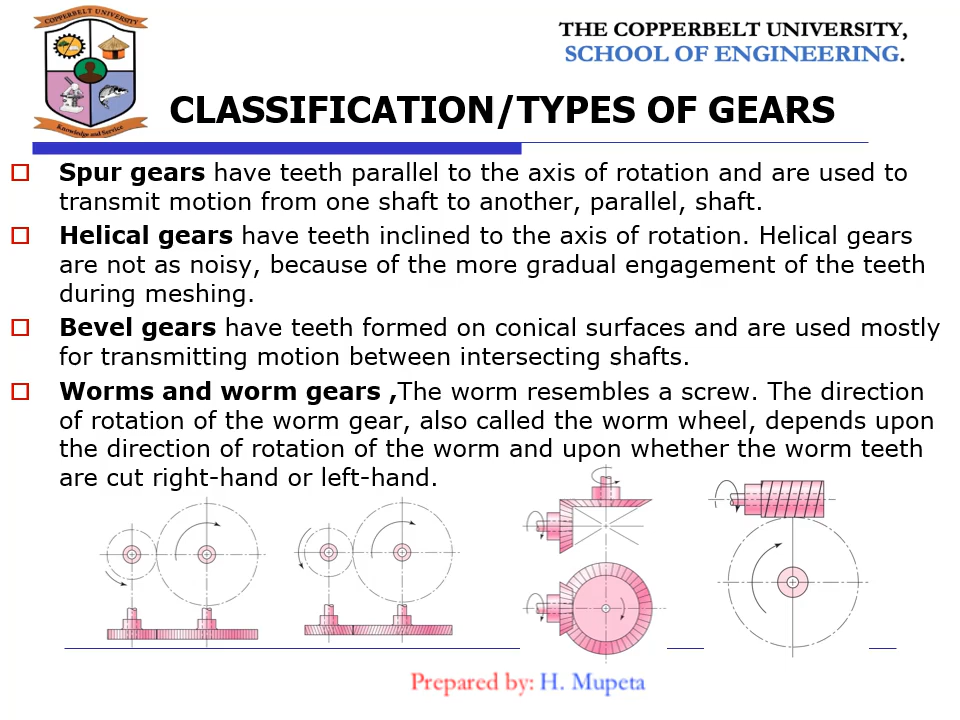 COPPERBELT UNIVERSITY
Knowledge and Service
THE COPPERBELT UNIVERSITY,
SCHOOL OF ENGINEERING.
CLASSIFICATION/TYPES OF GEARS
Spur gears have teeth parallel to the axis of rotation and are used to
transmit motion from one shaft to another, parallel, shaft.
Helical gears have teeth inclined to the axis of rotation. Helical gears
are not as noisy, because of the more gradual engagement of the teeth
during meshing.
Bevel gears have teeth formed on conical surfaces and are used mostly
for transmitting motion between intersecting shafts.
Worms and worm gears ,The worm resembles a screw. The direction
of rotation of the worm gear, also called the worm wheel, depends upon
the direction of rotation of the worm and upon whether the worm teeth
are cut right-hand or left-hand.
Prepared by: H. Mupeta